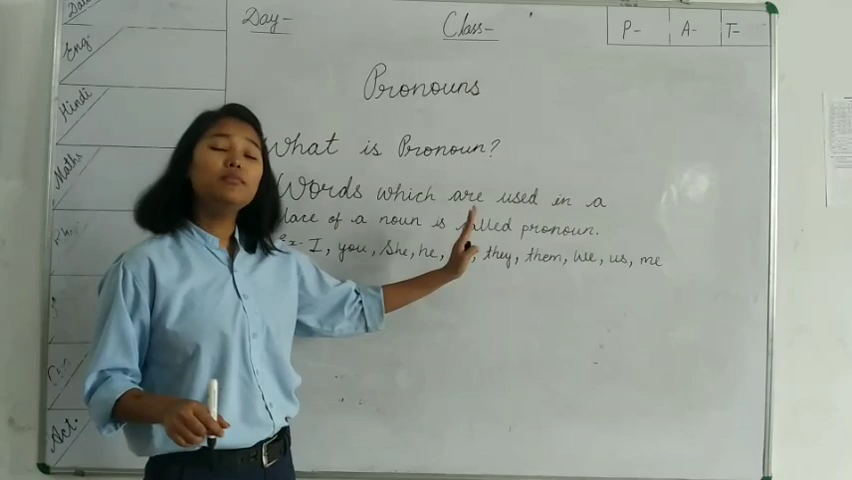 Day-
Class-
P-
A-
T-
Eng.
Hindi
Maths
Act.
Pronouns
What is Pronoun?
Words which are used in a
place of a noun is called pronoun.
Ex- I, you, She, he, they, them, We, us, me